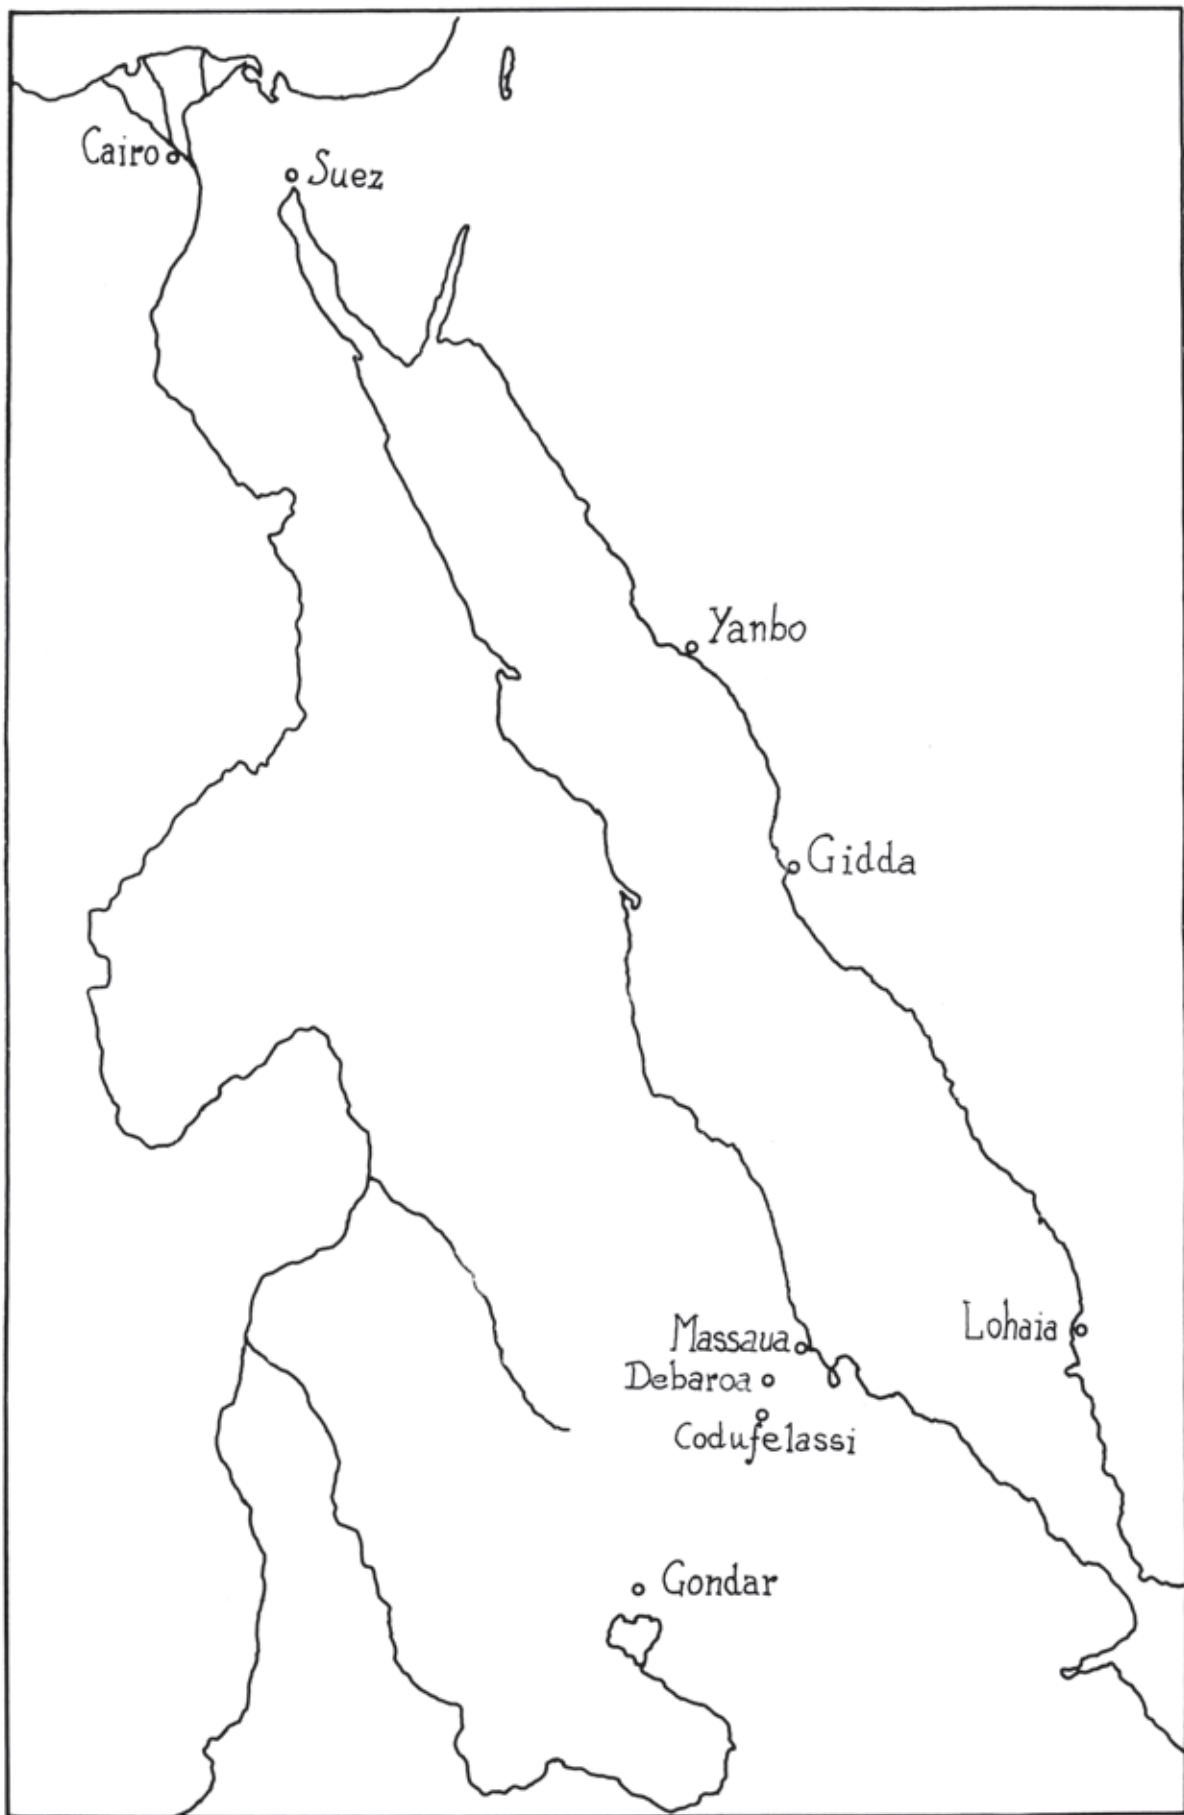 Cairo
Suez
Yanbo
Gidda
Lohaia
Massaua
Debaroa
Codufelassi
Gondar